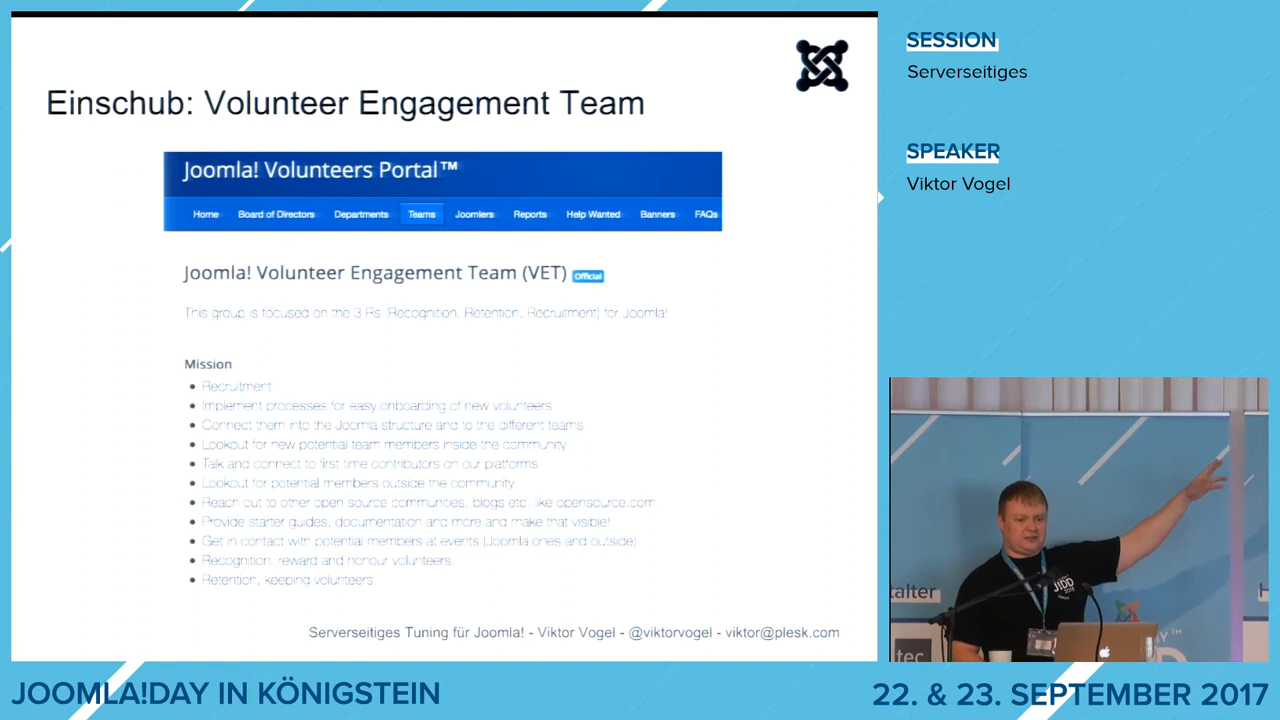 Einschub: Volunteer Engagement Team
Joomla! Volunteers Portal™
Home Board of Directors Departments Teams Joomlers Reports Help Wanted Banners FAQs
Joomla! Volunteer Engagement Team (VET) Official
This group is focused on the 3 Rs (Recognition, Retention, Recruitment) for Joomla!
Mission
• Recruitment
• Implement processes for easy onboarding of new volunteers
• Connect them into the Joomla structure and to the different teams
• Lookout for new potential team members inside the community
• Talk and connect to first time contributors on our platforms
• Lookout for potential members outside the community
• Reach out to other open source communities, blogs etc. like opensource.com
• Provide starter guides, documentation and more and make that visible!
• Get in contact with potential members at events (Joomla ones and outside)
• Recognition, reward and honour volunteers.
• Retention, keeping volunteers.
Serverseitiges Tuning für Joomla! - Viktor Vogel - @viktorvogel - viktor@plesk.com
SESSION
Serverseitiges
SPEAKER
Viktor Vogel
talter
tec
JOOMLA!DAY IN KÖNIGSTEIN
22. & 23. SEPTEMBER 2017